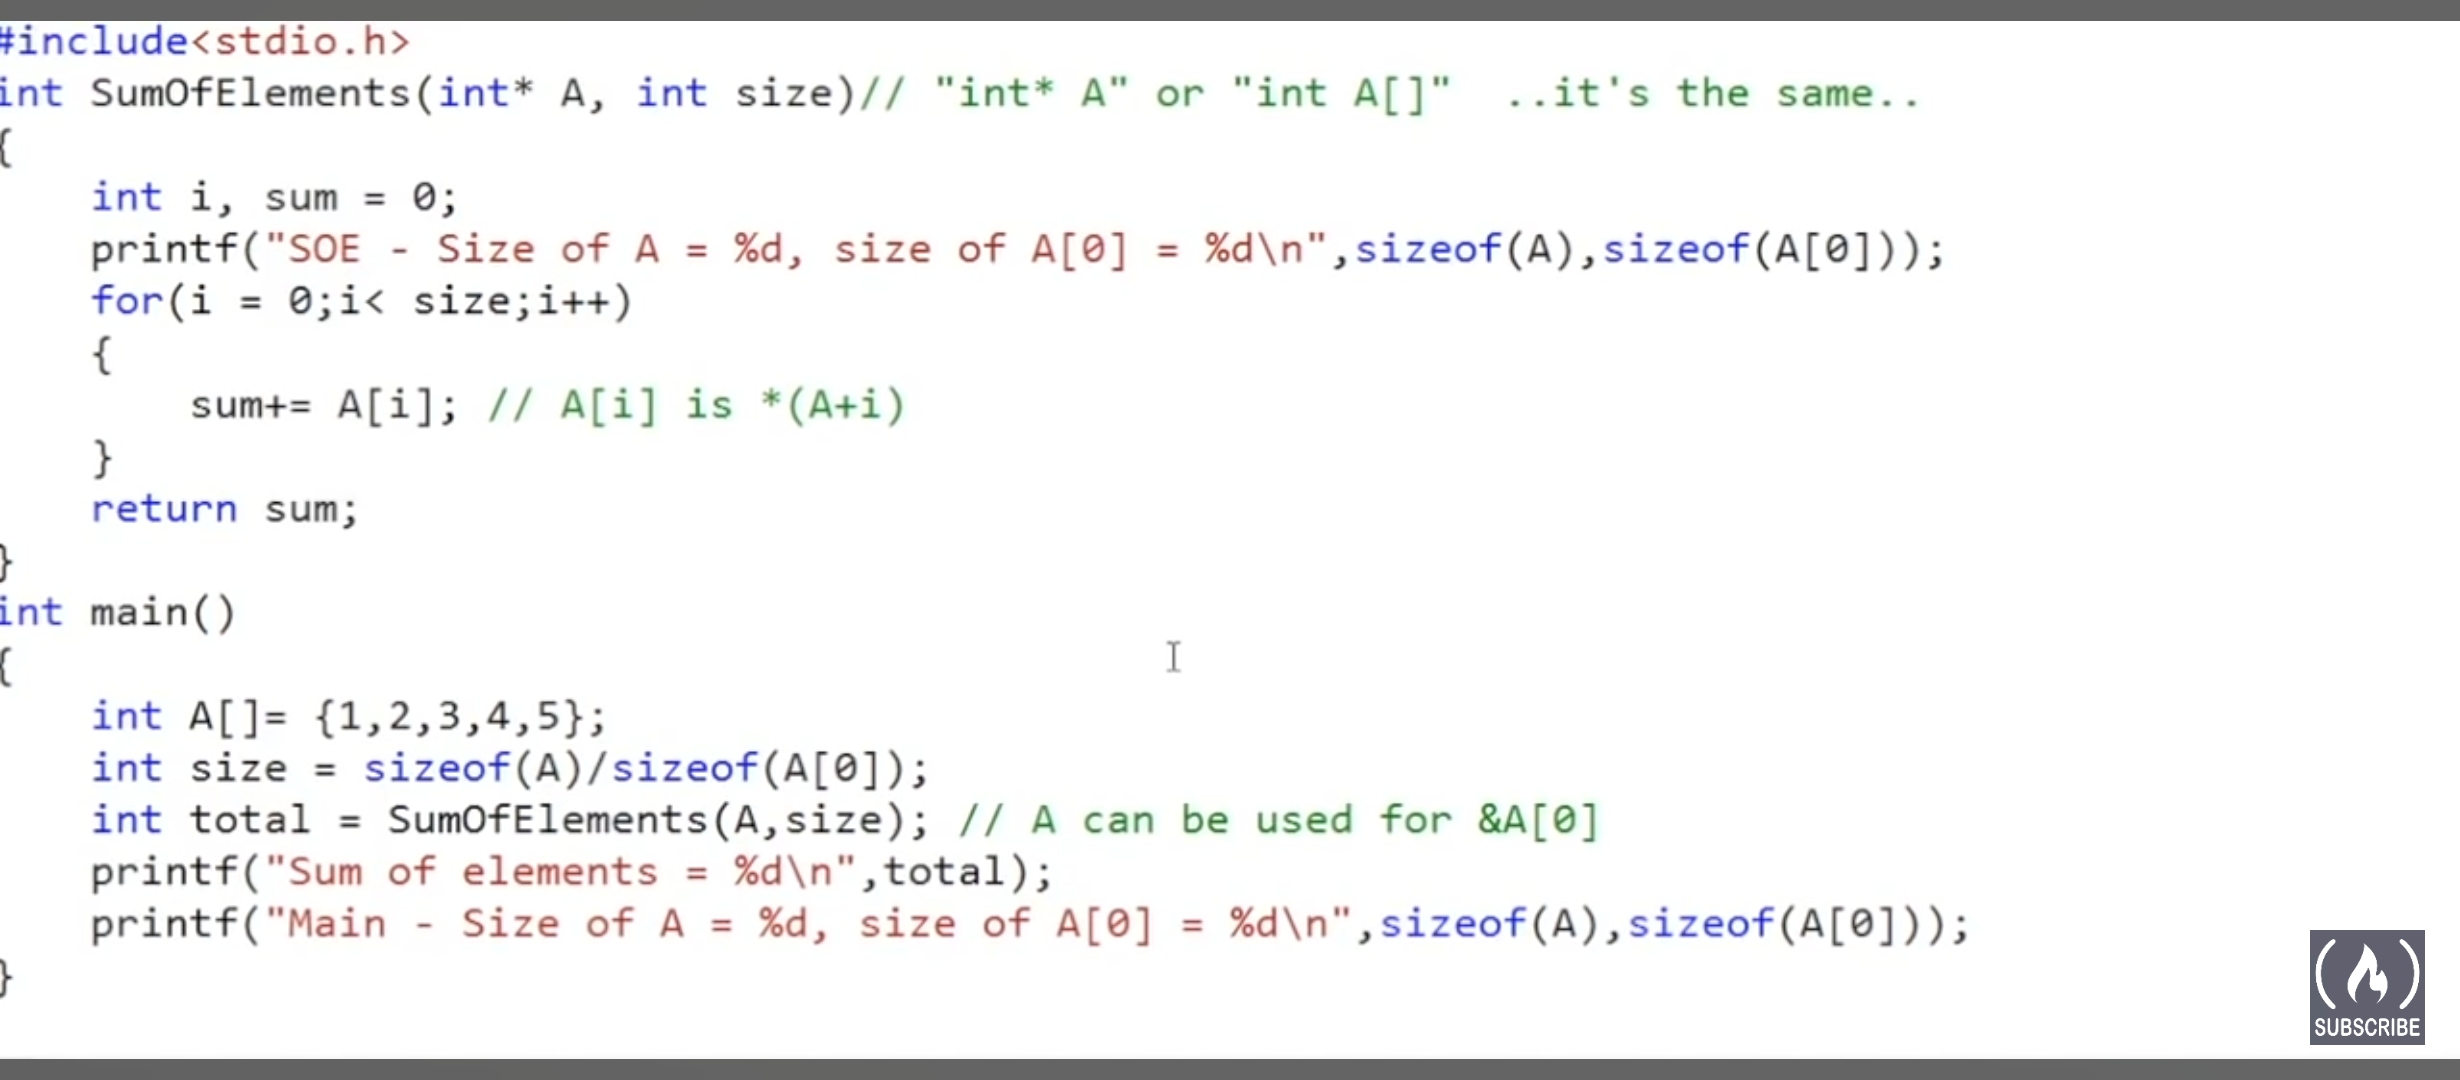 #include<stdio.h>
int SumOfElements(int* A, int size)// "int* A" or "int A[]"  ..it's the same..
{
    int i, sum = 0;
    printf("SOE - Size of A = %d, size of A[0] = %d\n",sizeof(A),sizeof(A[0]));
    for(i = 0;i< size;i++)
    {
        sum+= A[i]; // A[i] is *(A+i)
    }
    return sum;
}
int main()
{
    int A[]= {1,2,3,4,5};
    int size = sizeof(A)/sizeof(A[0]);
    int total = SumOfElements(A,size); // A can be used for &A[0]
    printf("Sum of elements = %d\n",total);
    printf("Main - Size of A = %d, size of A[0] = %d\n",sizeof(A),sizeof(A[0]));
}
SUBSCRIBE